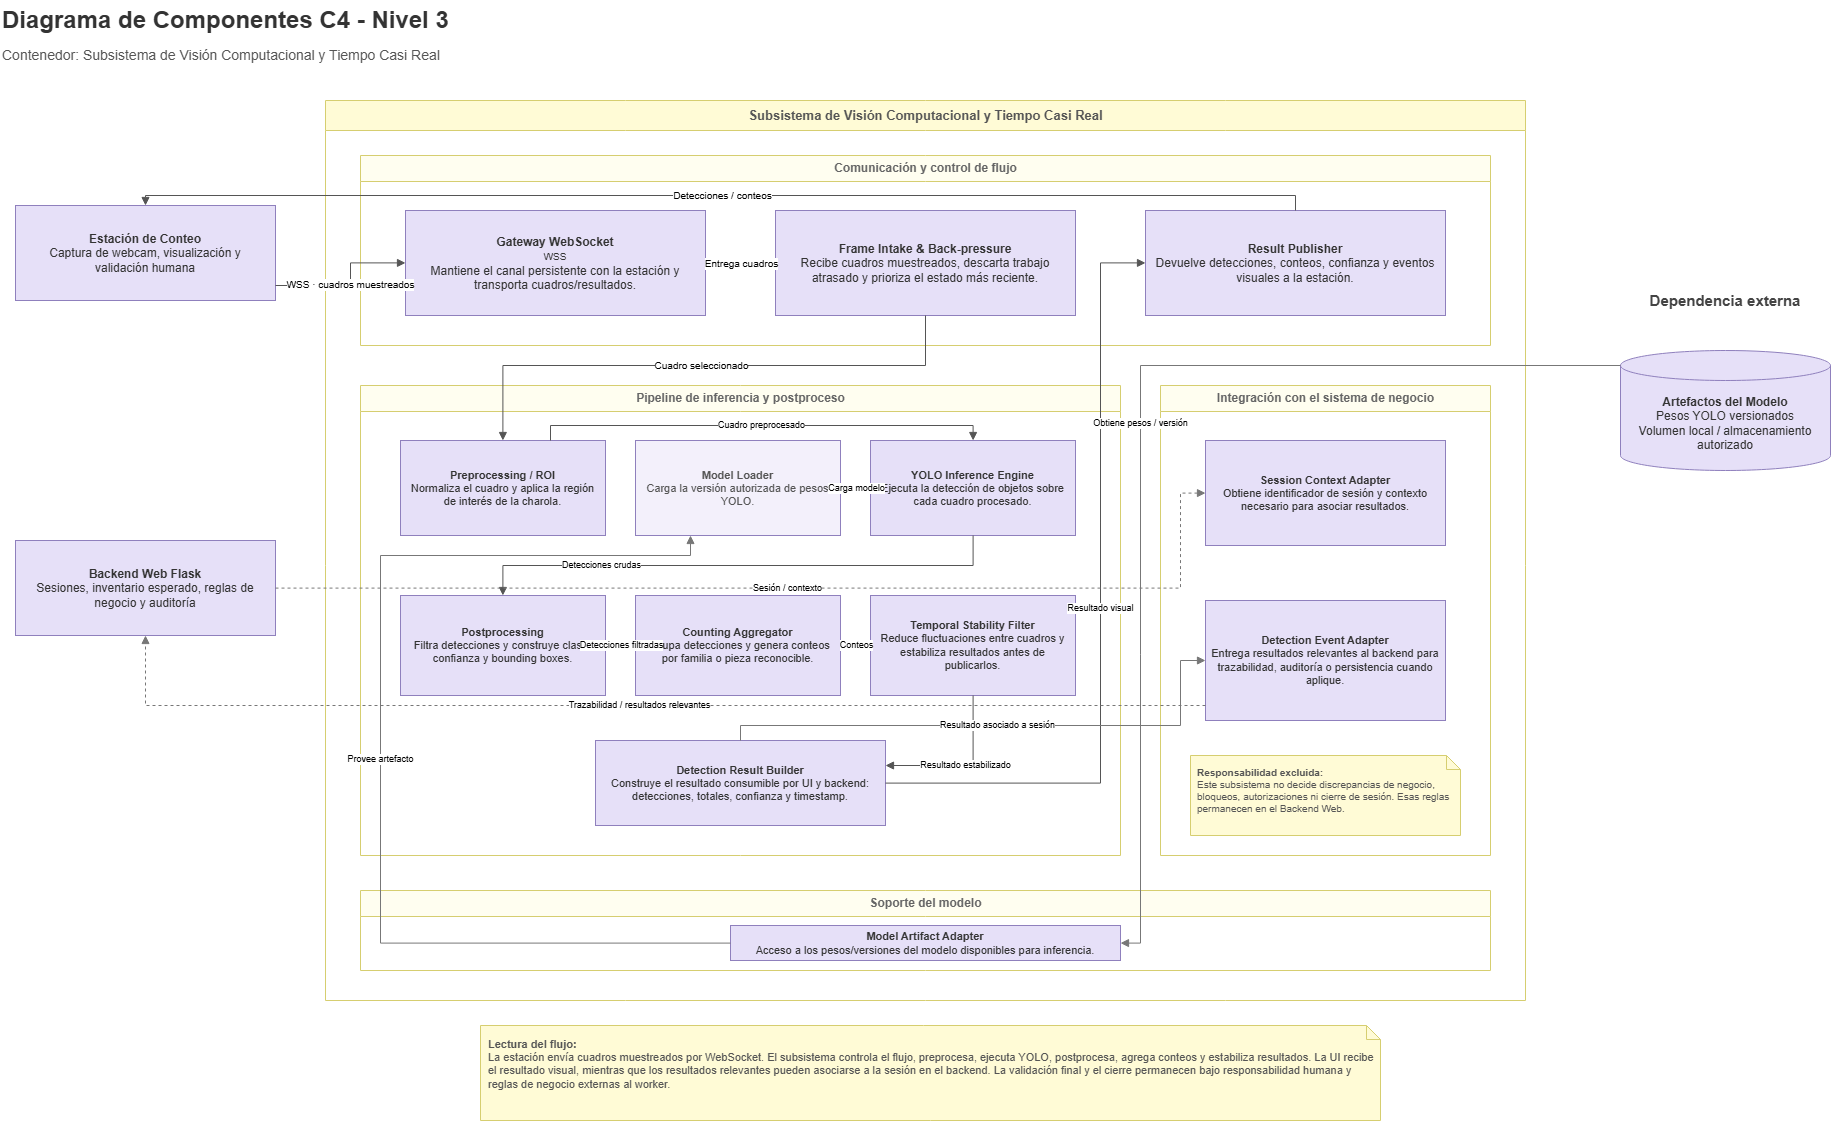 Diagrama de Componentes C4 - Nivel 3
Contenedor: Subsistema de Visión Computacional y Tiempo Casi Real
Subsistema de Visión Computacional y Tiempo Casi Real
Comunicación y control de flujo
Detecciones / conteos
Estación de Conteo
Captura de webcam, visualización y
validación humana
WSS · cuadros muestreados
Gateway WebSocket
WSS
Mantiene el canal persistente con la estación y
transporta cuadros/resultados.
Entrega cuadros
Frame Intake & Back-pressure
Recibe cuadros muestreados, descarta trabajo
atrasado y prioriza el estado más reciente.
Result Publisher
Devuelve detecciones, conteos, confianza y eventos
visuales a la estación.
Dependencia externa
Artefactos del Modelo
Pesos YOLO versionados
Volumen local / almacenamiento
autorizado
Cuadro seleccionado
Pipeline de inferencia y postproceso
Integración con el sistema de negocio
Cuadro preprocesado
Obtiene pesos / versión
Preprocessing / ROI
Normaliza el cuadro y aplica la región
de interés de la charola.
Model Loader
Carga la versión autorizada de pesos
YOLO.
Carga modelo
YOLO Inference Engine
Ejecuta la detección de objetos sobre
cada cuadro procesado.
Session Context Adapter
Obtiene identificador de sesión y contexto
necesario para asociar resultados.
Backend Web Flask
Sesiones, inventario esperado, reglas de
negocio y auditoría
Detecciones crudas
Sesión / contexto
Resultado visual
Postprocessing
Filtra detecciones y construye
confianza y bounding boxes.
Detecciones filtradas
Counting Aggregator
detecciones y genera conteos
por familia o pieza reconocible.
Conteos
Temporal Stability Filter
Reduce fluctuaciones entre cuadros y
estabiliza resultados antes de
publicarlos.
Detection Event Adapter
Entrega resultados relevantes al backend para
trazabilidad, auditoría o persistencia cuando
aplique.
Trazabilidad / resultados relevantes
Resultado asociado a sesión
Provee artefacto
Resultado estabilizado
Detection Result Builder
Construye el resultado consumible por UI y backend:
detecciones, totales, confianza y timestamp.
Responsabilidad excluida:
Este subsistema no decide discrepancias de negocio,
bloqueos, autorizaciones ni cierre de sesión. Esas reglas
permanecen en el Backend Web.
Soporte del modelo
Model Artifact Adapter
Acceso a los pesos/versiones del modelo disponibles para inferencia.
Lectura del flujo:
La estación envía cuadros muestreados por WebSocket. El subsistema controla el flujo, preprocesa, ejecuta YOLO, postprocesa, agrega conteos y estabiliza resultados. La UI recibe
el resultado visual, mientras que los resultados relevantes pueden asociarse a la sesión en el backend. La validación final y el cierre permanecen bajo responsabilidad humana y
reglas de negocio externas al worker.